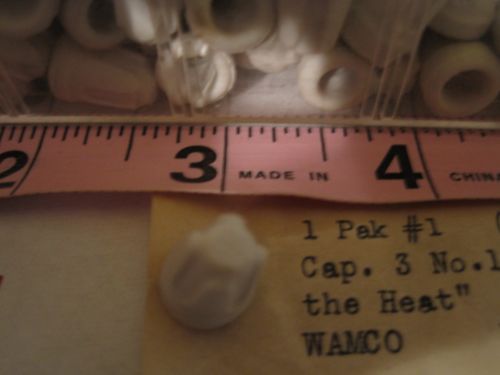 2 3 MADE IN 4 CHINA
1 Pak #1
Cap. 3 No.1
the Heat"
WAMCO